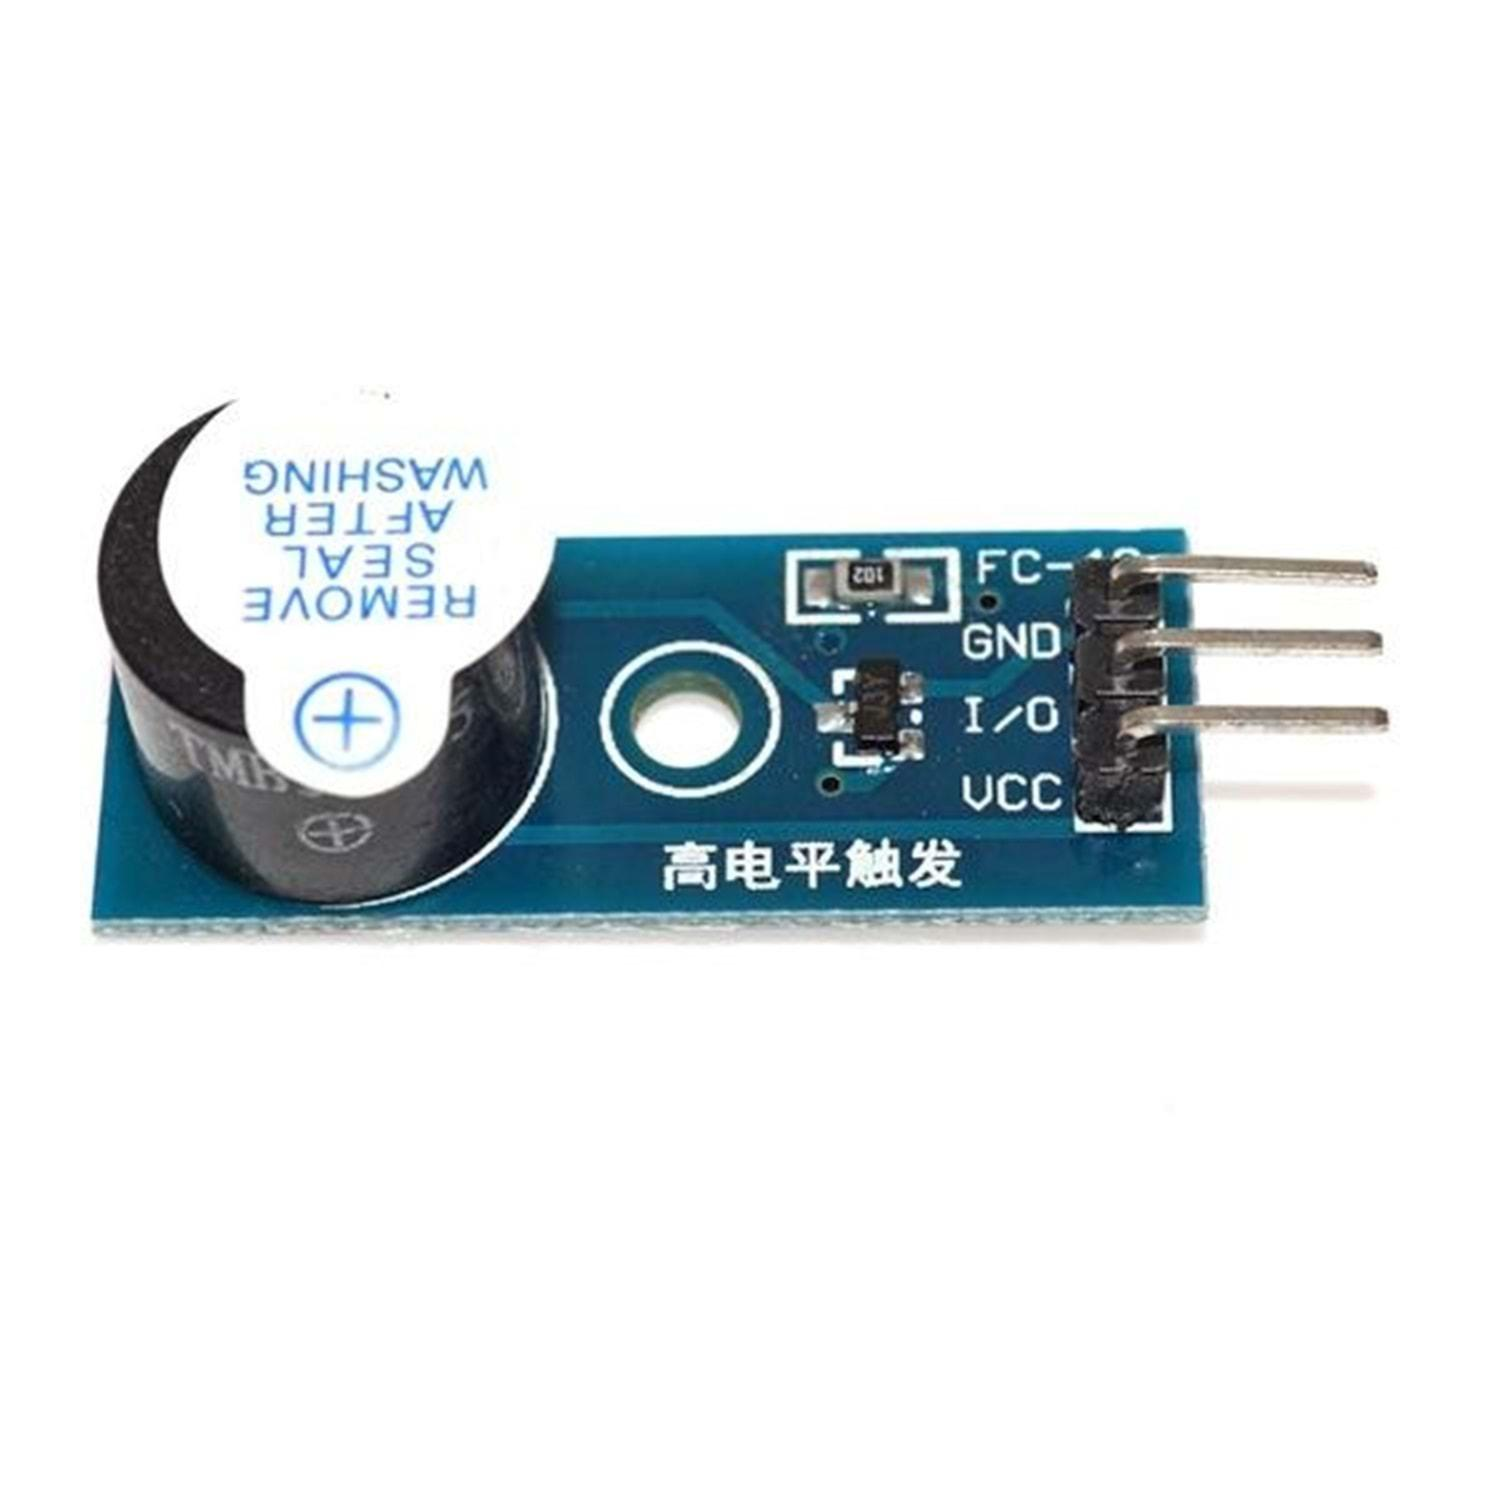 REMOVE
SEAL
AFTER
WASHING
102
GND
I/O
VCC
高电平触发